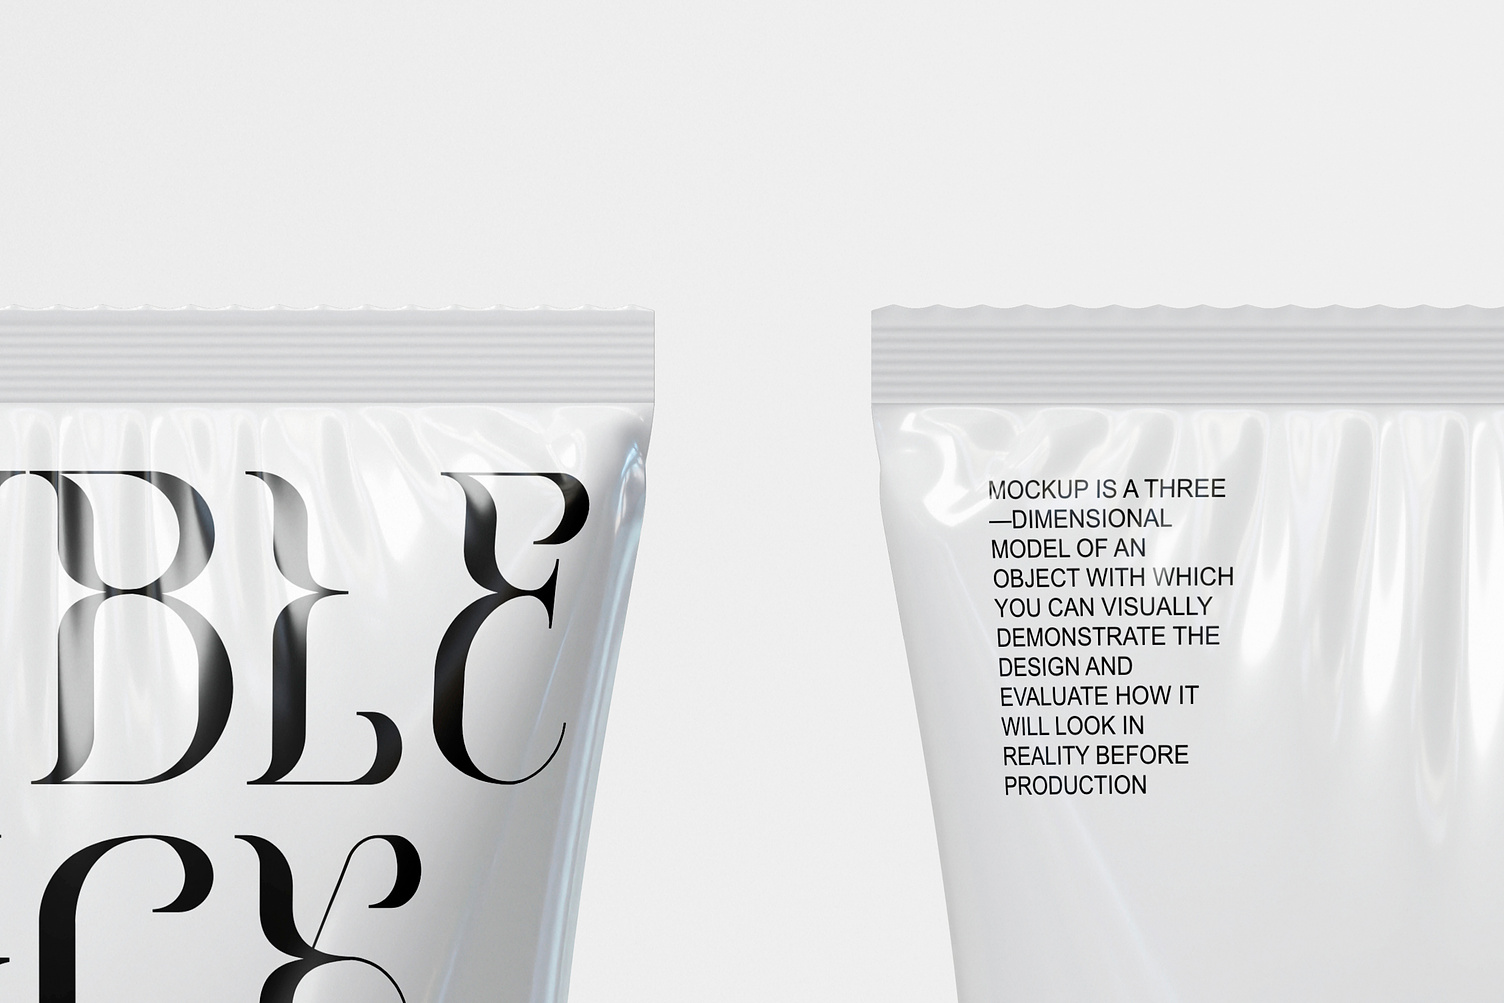 BLE
CK
MOCKUP IS A THREE
—DIMENSIONAL
MODEL OF AN
OBJECT WITH WHICH
YOU CAN VISUALLY
DEMONSTRATE THE
DESIGN AND
EVALUATE HOW IT
WILL LOOK IN
REALITY BEFORE
PRODUCTION